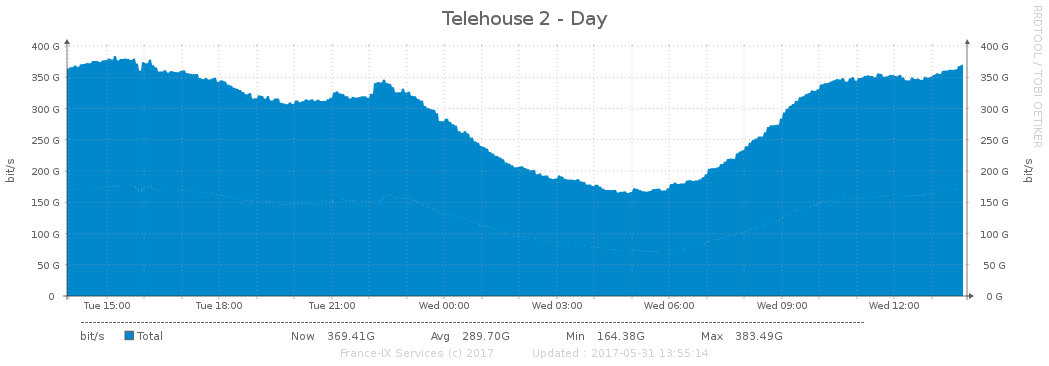 Telehouse 2 - Day
RRDTOOL / TOBI OETIKER
400 G 400 G
350 G 350 G
300 G 300 G
250 G 250 G
200 G 200 G
150 G 150 G
100 G 100 G
50 G 50 G
0 0 G
bit/s
bit/s
Tue 15:00 Tue 18:00 Tue 21:00 Wed 00:00 Wed 03:00 Wed 06:00 Wed 09:00 Wed 12:00
bit/s Total Now 369.41G Avg 289.70G Min 164.38G Max 383.49G
France-IX Services (c) 2017 Updated : 2017-05-31 13:55:14